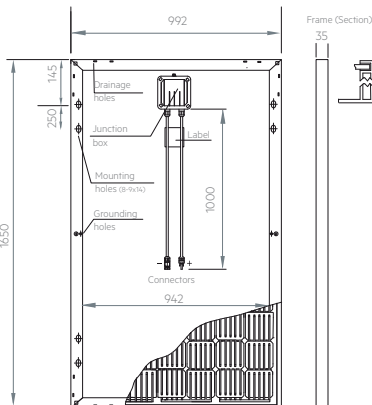 992
Frame (Section)
35
145
Drainage
holes
250
Junction
box
Label
Mounting
holes (8-9x14)
1000
Grounding
holes
1650
- +
Connectors
942